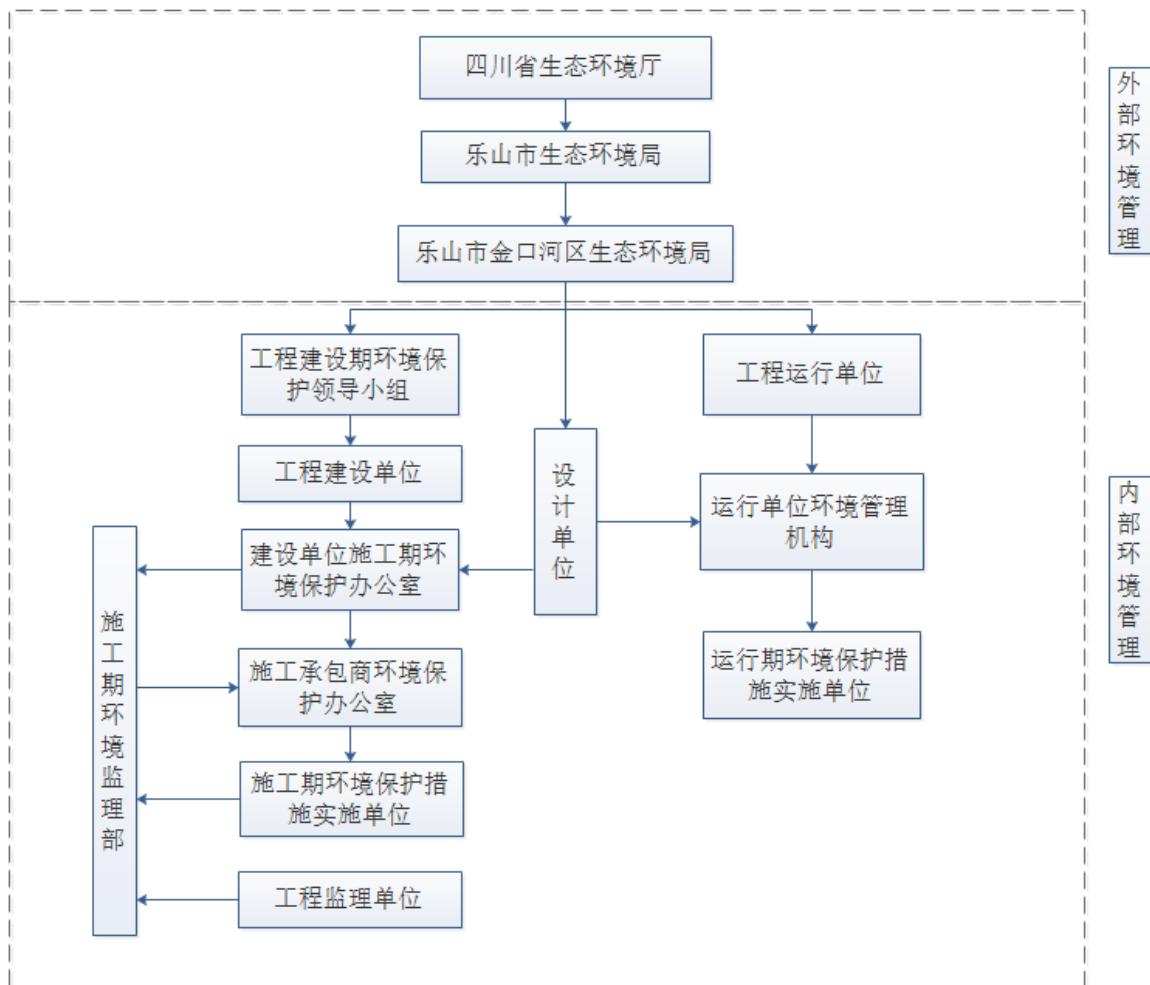 四川省生态环境厅
外部环境管理
乐山市生态环境局
乐山市金口河区生态环境局
工程建设期环境保
护领导小组
工程运行单位
工程建设单位
设计单位
运行单位环境管理
机构
内部环境管理
建设单位施工期环
境保护办公室
施工期环境监理部
施工承包商环境保
护办公室
运行期环境保护措
施实施单位
施工期环境保护措
施实施单位
工程监理单位